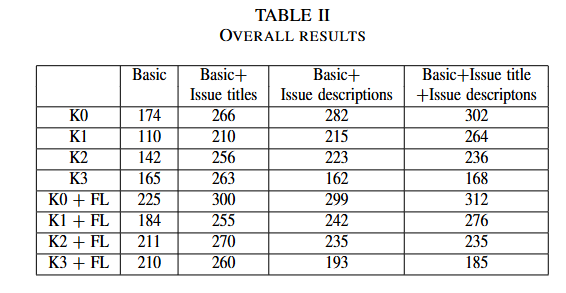 TABLE II
OVERALL RESULTS
Basic Basic+ Basic+ Basic+Issue title
Issue titles Issue descriptions +Issue descriptons
K0 174 266 282 302
K1 110 210 215 264
K2 142 256 223 236
K3 165 263 162 168
K0 + FL 225 300 299 312
K1 + FL 184 255 242 276
K2 + FL 211 270 235 235
K3 + FL 210 260 193 185